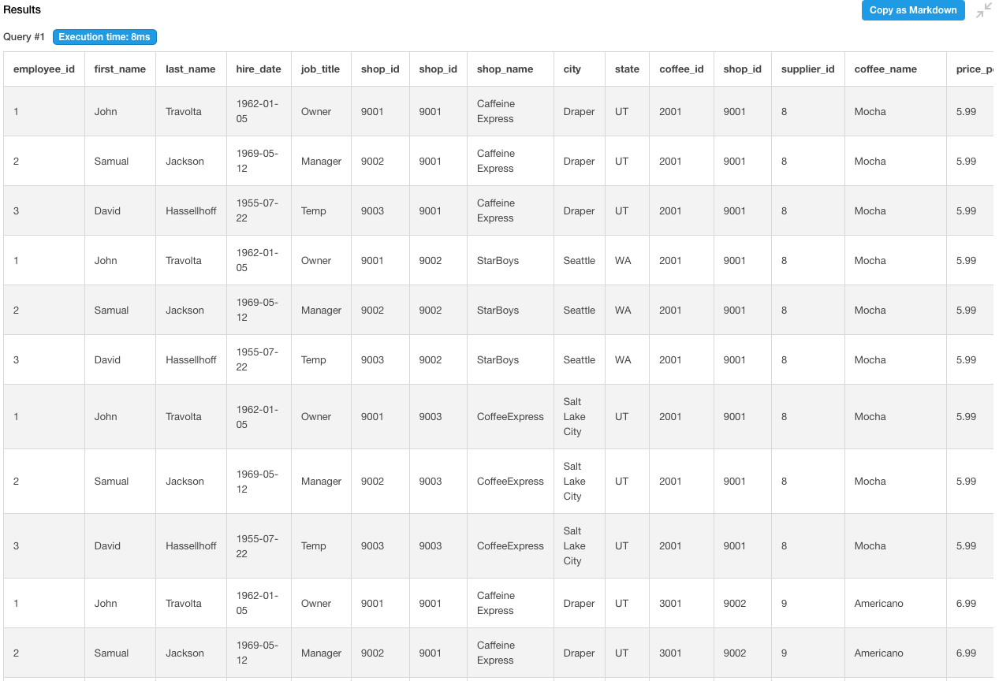 Results
Copy as Markdown
Query #1 Execution time: 8ms
employee_id first_name last_name hire_date job_title shop_id shop_id shop_name city state coffee_id shop_id supplier_id coffee_name price_p
1 John Travolta 1962-01-05 Owner 9001 9001 Caffeine Express Draper UT 2001 9001 8 Mocha 5.99
2 Samual Jackson 1969-05-12 Manager 9002 9001 Caffeine Express Draper UT 2001 9001 8 Mocha 5.99
3 David Hassellhoff 1955-07-22 Temp 9003 9001 Caffeine Express Draper UT 2001 9001 8 Mocha 5.99
1 John Travolta 1962-01-05 Owner 9001 9002 StarBoys Seattle WA 2001 9001 8 Mocha 5.99
2 Samual Jackson 1969-05-12 Manager 9002 9002 StarBoys Seattle WA 2001 9001 8 Mocha 5.99
3 David Hassellhoff 1955-07-22 Temp 9003 9002 StarBoys Seattle WA 2001 9001 8 Mocha 5.99
1 John Travolta 1962-01-05 Owner 9001 9003 CoffeeExpress Salt Lake City UT 2001 9001 8 Mocha 5.99
2 Samual Jackson 1969-05-12 Manager 9002 9003 CoffeeExpress Salt Lake City UT 2001 9001 8 Mocha 5.99
3 David Hassellhoff 1955-07-22 Temp 9003 9003 CoffeeExpress Salt Lake City UT 2001 9001 8 Mocha 5.99
1 John Travolta 1962-01-05 Owner 9001 9001 Caffeine Express Draper UT 3001 9002 9 Americano 6.99
2 Samual Jackson 1969-05-12 Manager 9002 9001 Caffeine Express Draper UT 3001 9002 9 Americano 6.99